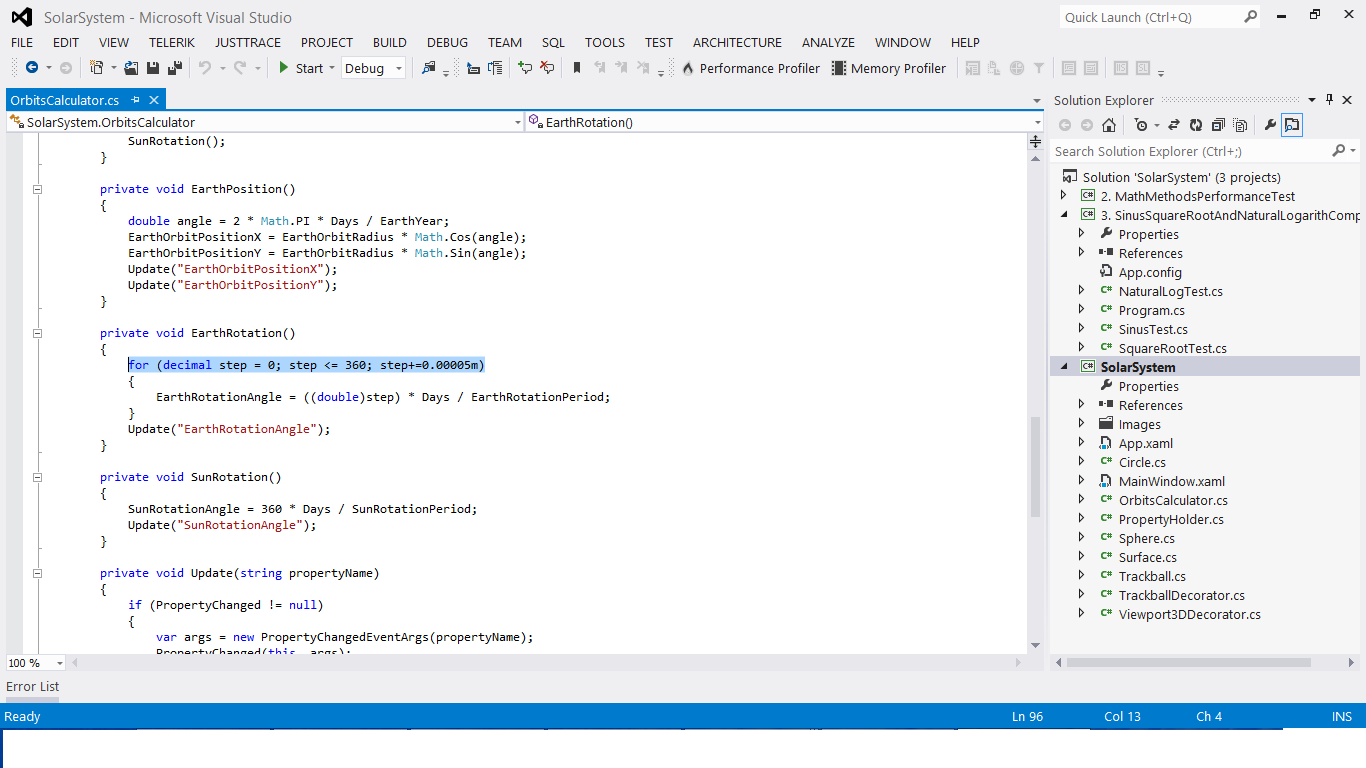 SolarSystem - Microsoft Visual Studio
Quick Launch (Ctrl+Q)
FILE EDIT VIEW TELERIK JUSTTRACE PROJECT BUILD DEBUG TEAM SQL TOOLS TEST ARCHITECTURE ANALYZE WINDOW HELP
Start Debug Performance Profiler Memory Profiler
OrbitsCalculator.cs
SolarSystem.OrbitsCalculator EarthRotation()
SunRotation();
}
private void EarthPosition()
{
double angle = 2 * Math.PI * Days / EarthYear;
EarthOrbitPositionX = EarthOrbitRadius * Math.Cos(angle);
EarthOrbitPositionY = EarthOrbitRadius * Math.Sin(angle);
Update("EarthOrbitPositionX");
Update("EarthOrbitPositionY");
}
private void EarthRotation()
{
for (decimal step = 0; step <= 360; step+=0.00005m)
{
EarthRotationAngle = ((double)step) * Days / EarthRotationPeriod;
}
Update("EarthRotationAngle");
}
private void SunRotation()
{
SunRotationAngle = 360 * Days / SunRotationPeriod;
Update("SunRotationAngle");
}
private void Update(string propertyName)
{
if (PropertyChanged != null)
{
var args = new PropertyChangedEventArgs(propertyName);
PropertyChanged(this, args);
100 %
Solution Explorer
Search Solution Explorer (Ctrl+;)
Solution 'SolarSystem' (3 projects)
C# 2. MathMethodsPerformanceTest
C# 3. SinusSquareRootAndNaturalLogarithComp
Properties
References
App.config
C# NaturalLogTest.cs
C# Program.cs
C# SinusTest.cs
C# SquareRootTest.cs
C# SolarSystem
Properties
References
Images
App.xaml
C# Circle.cs
MainWindow.xaml
C# OrbitsCalculator.cs
C# PropertyHolder.cs
C# Sphere.cs
C# Surface.cs
C# Trackball.cs
C# TrackballDecorator.cs
C# Viewport3DDecorator.cs
Error List
Ready Ln 96 Col 13 Ch 4 INS